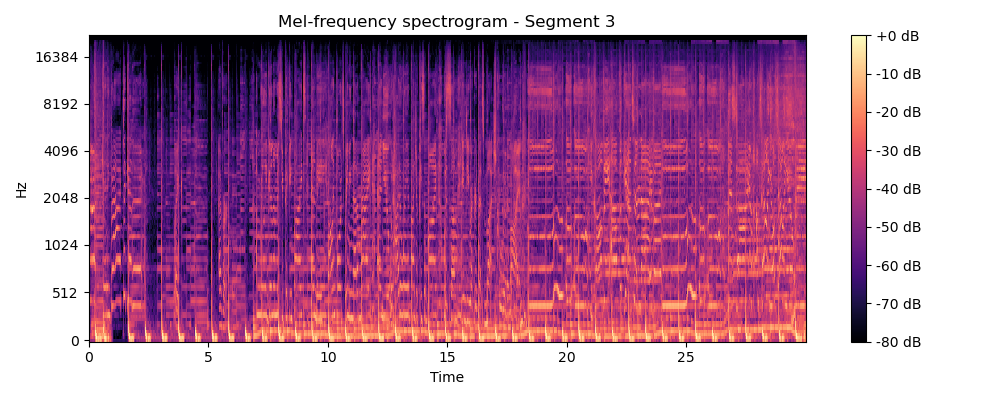 Mel-frequency spectrogram - Segment 3
Hz
16384
8192
4096
2048
1024
512
0
0 5 10 15 20 25
Time
+0 dB
-10 dB
-20 dB
-30 dB
-40 dB
-50 dB
-60 dB
-70 dB
-80 dB